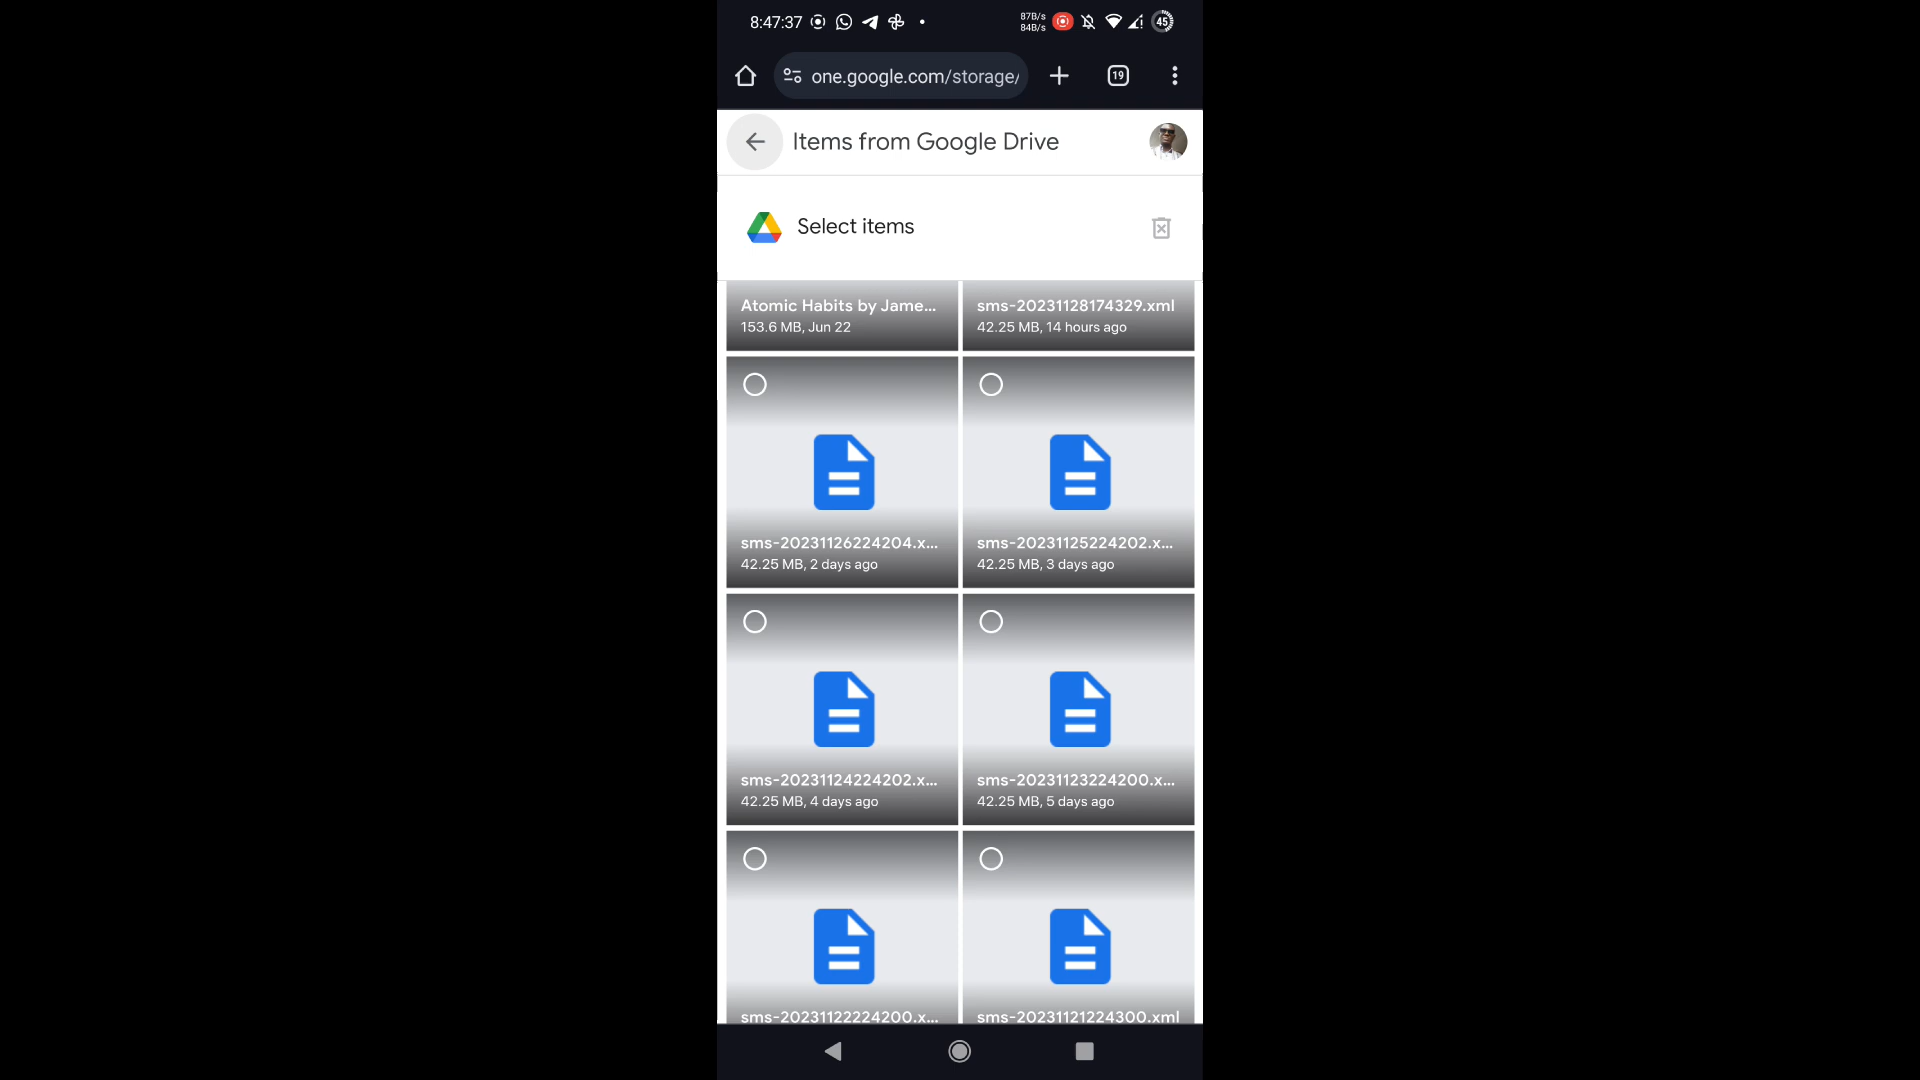 8:47:37
87B/s
84B/s
45
one.google.com/storage/
19
Items from Google Drive
Select items
Atomic Habits by Jame...
153.6 MB, Jun 22
sms-20231128174329.xml
42.25 MB, 14 hours ago
sms-20231126224204.x...
42.25 MB, 2 days ago
sms-20231125224202.x...
42.25 MB, 3 days ago
sms-20231124224202.x...
42.25 MB, 4 days ago
sms-20231123224200.x...
42.25 MB, 5 days ago
sms-20231122224200.x...
sms-20231121224300.xml